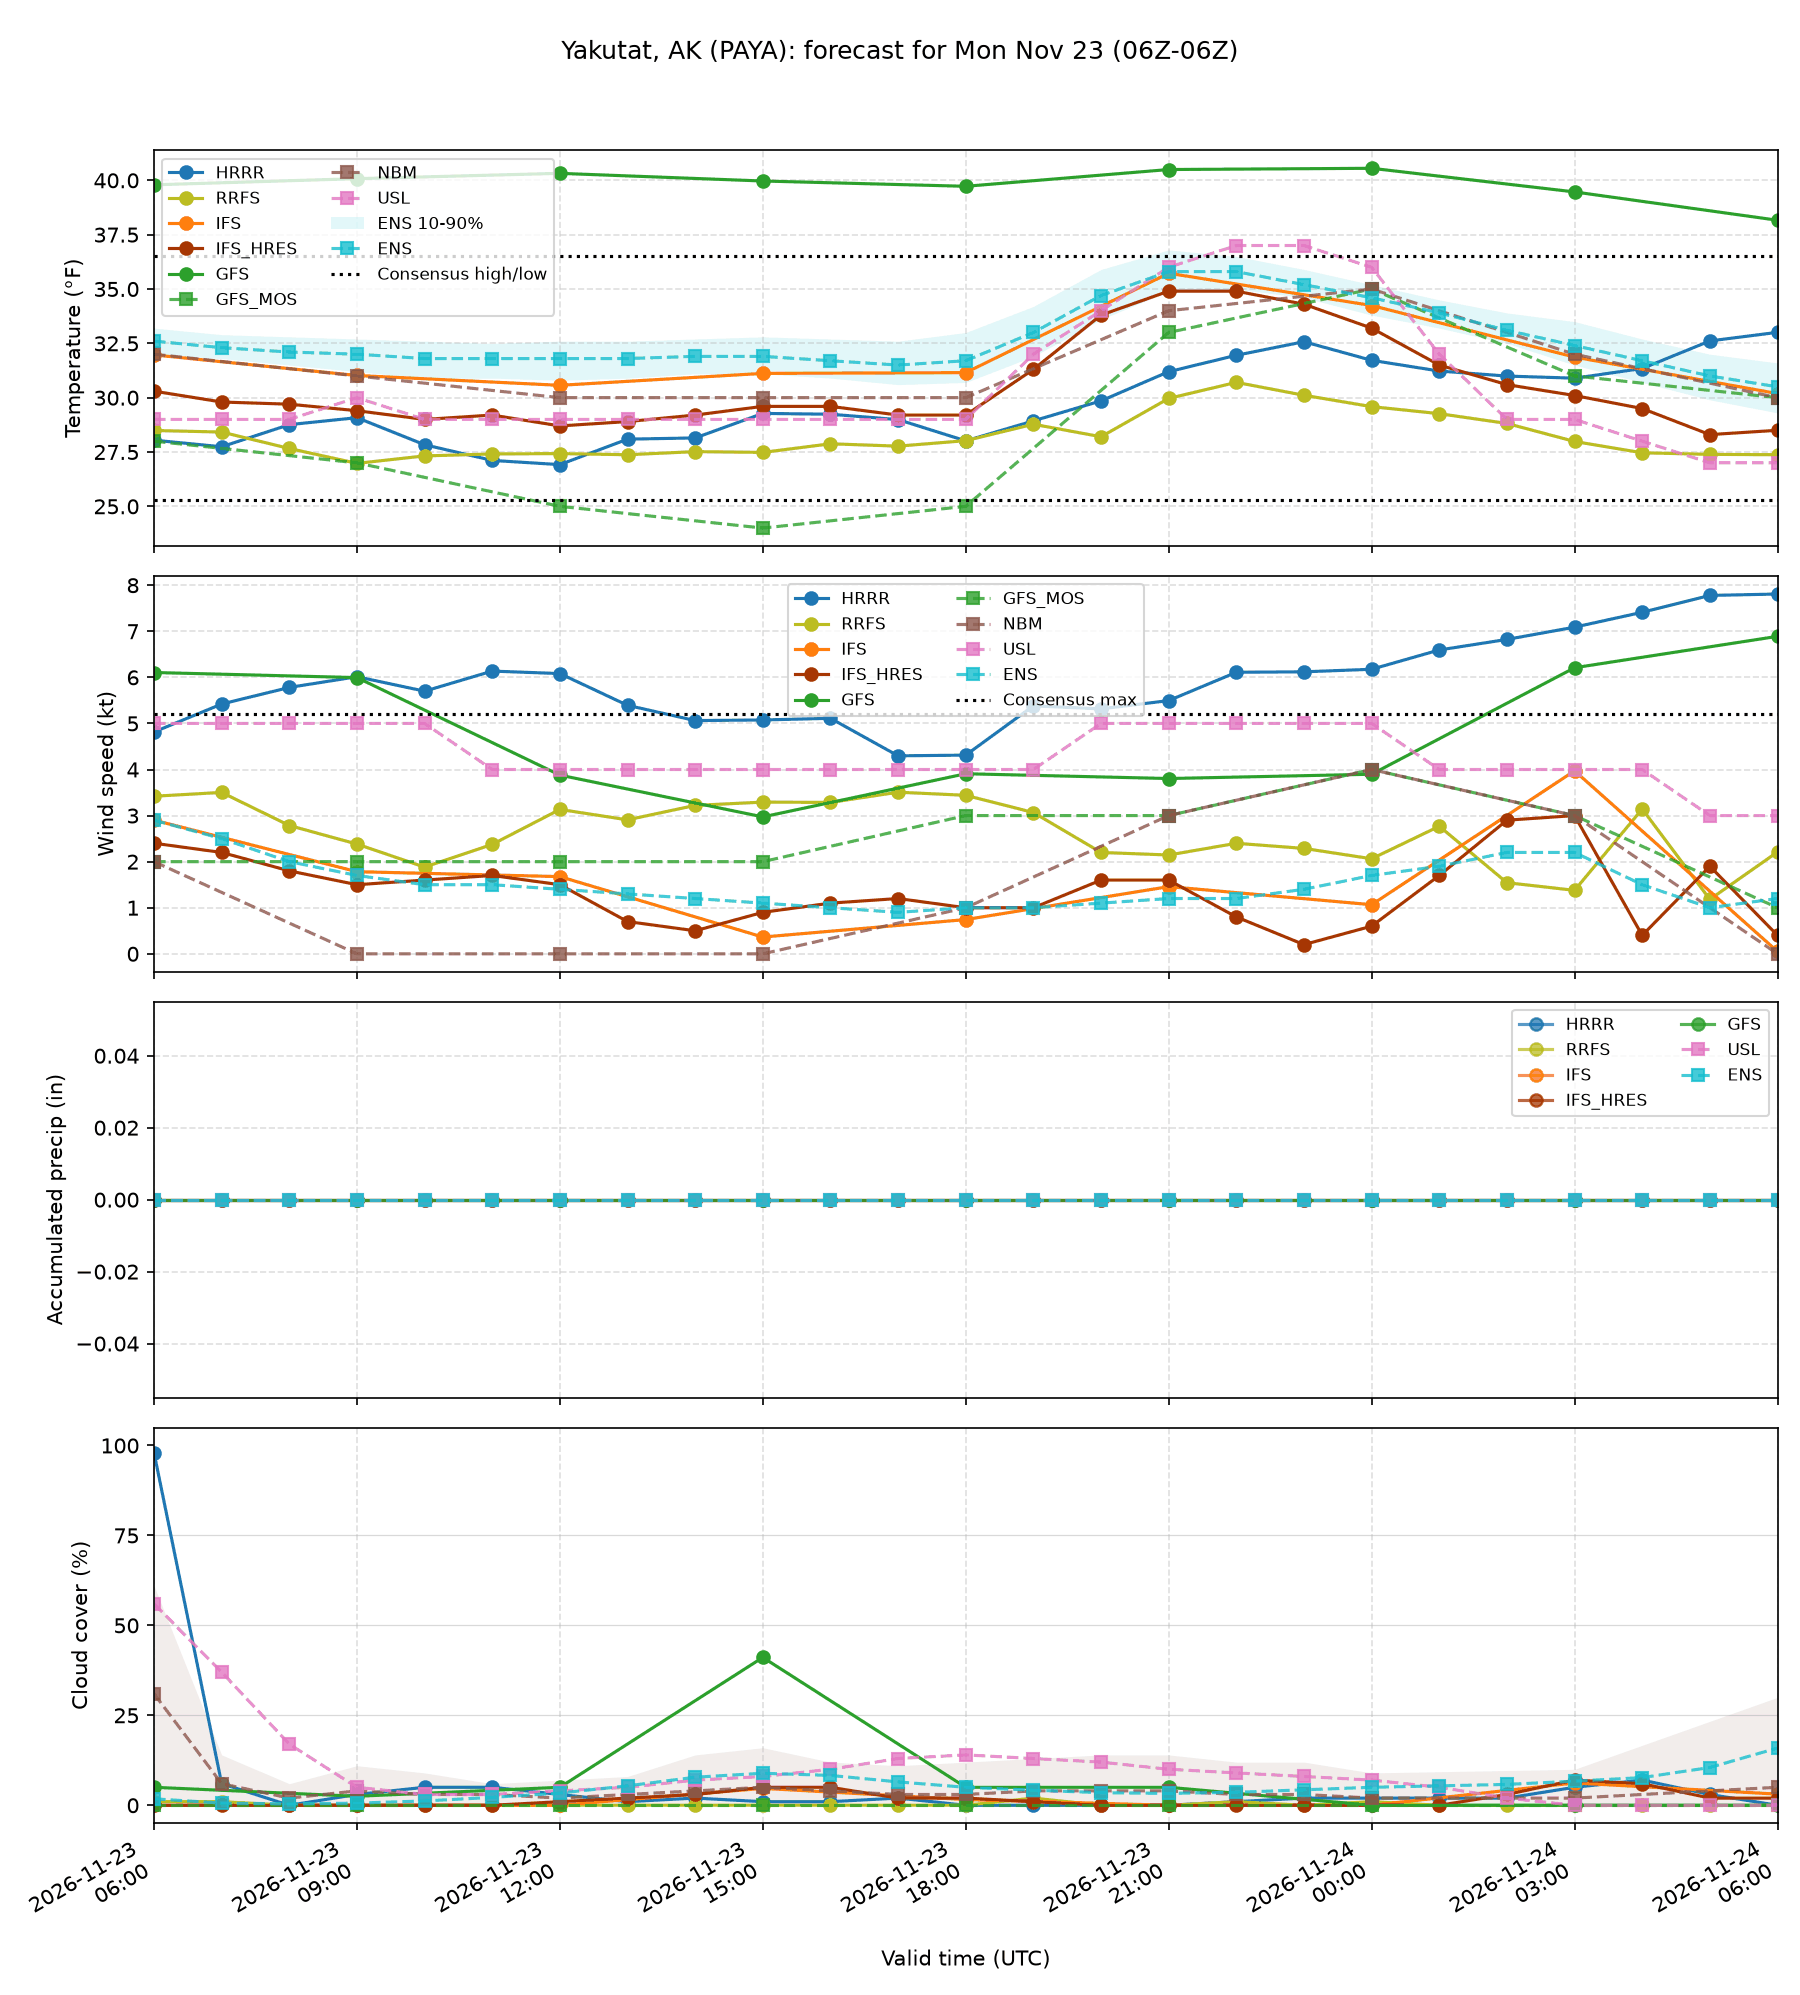 Yakutat, AK (PAYA): forecast for Mon Nov 23 (06Z-06Z)
Temperature (°F)
40.0
37.5
35.0
32.5
30.0
27.5
25.0
HRRR
RRFS
IFS
IFS_HRES
GFS
GFS_MOS
NBM
USL
ENS 10-90%
ENS
Consensus high/low
Wind speed (kt)
8
7
6
5
4
3
2
1
0
HRRR
RRFS
IFS
IFS_HRES
GFS
GFS_MOS
NBM
USL
ENS
Consensus max
Accumulated precip (in)
0.04
0.02
0.00
−0.02
−0.04
HRRR
RRFS
IFS
IFS_HRES
GFS
USL
ENS
Cloud cover (%)
100
75
50
25
0
2026-11-23
06:00
2026-11-23
09:00
2026-11-23
12:00
2026-11-23
15:00
2026-11-23
18:00
2026-11-23
21:00
2026-11-24
00:00
2026-11-24
03:00
2026-11-24
06:00
Valid time (UTC)